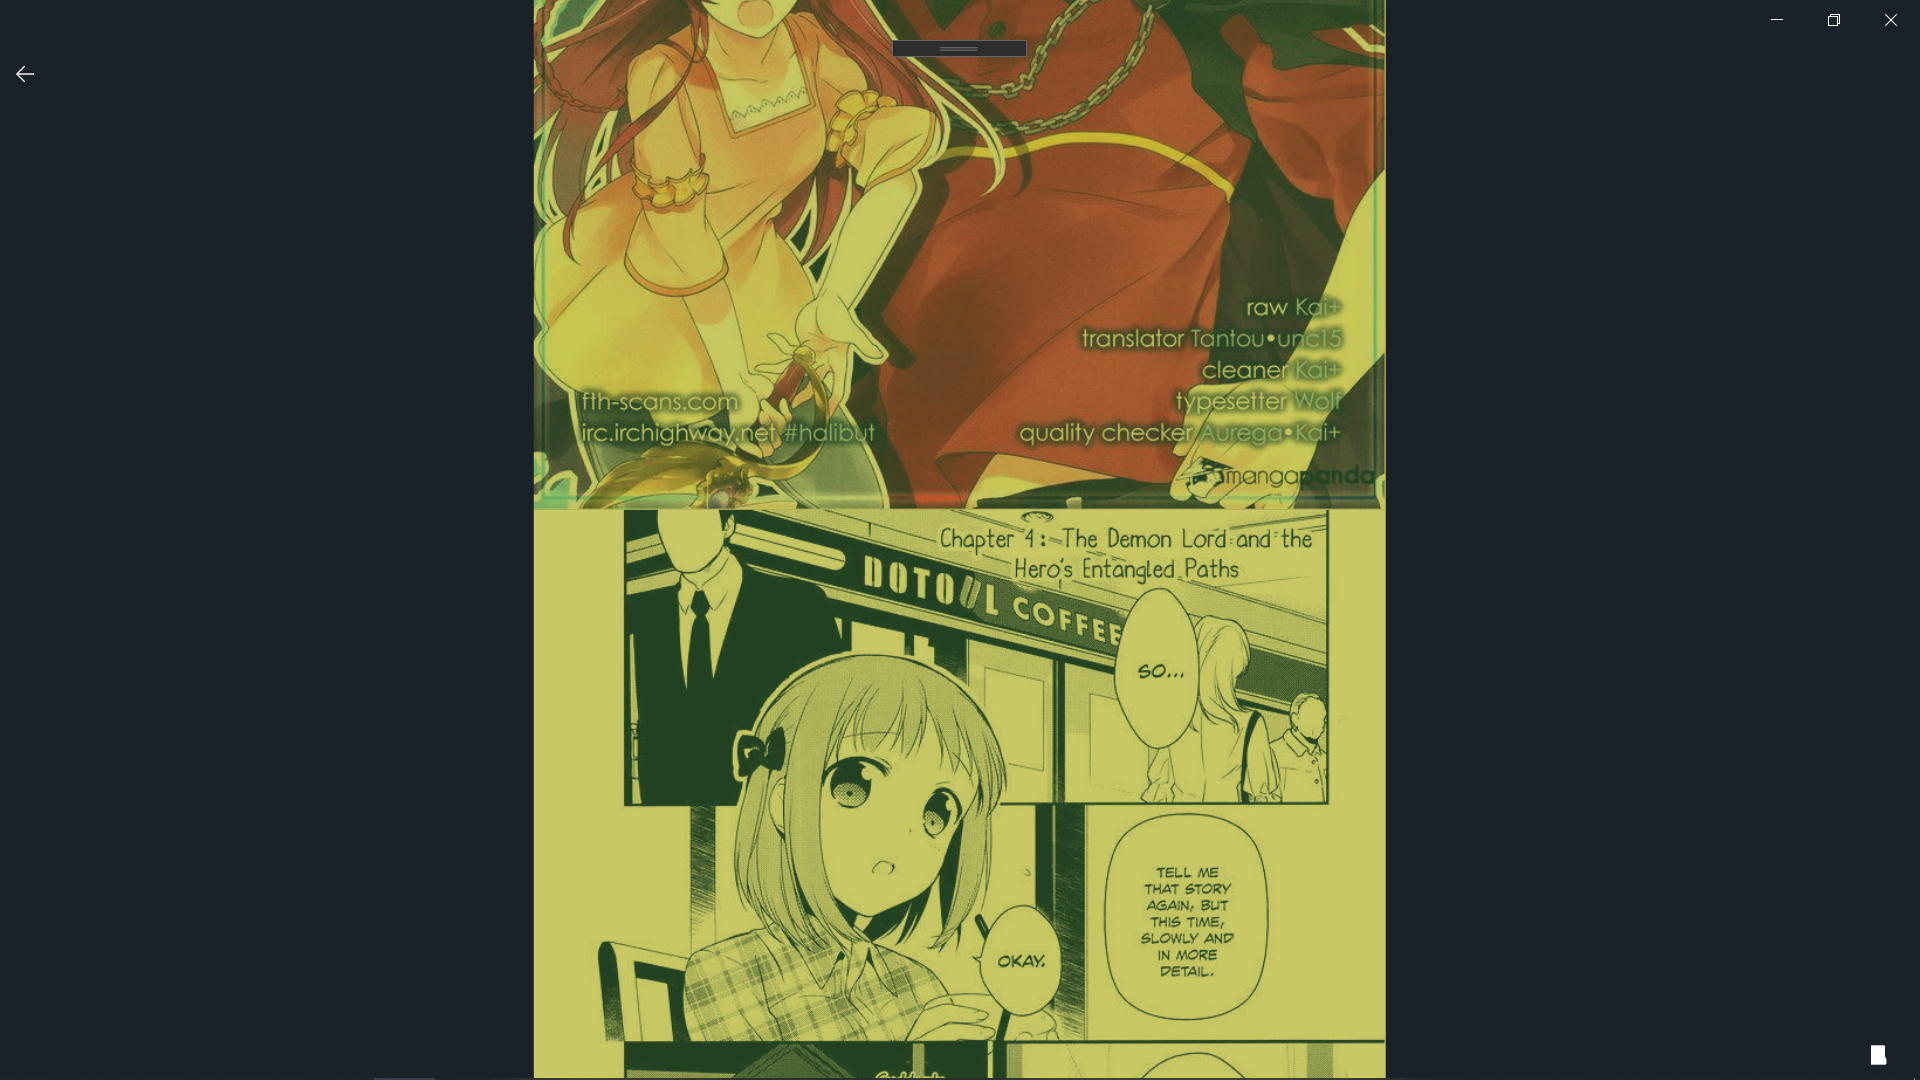 raw Kai+
translator Tantou•unc15
cleaner Kai+
typesetter Wolf
quality checker Aurega•Kai+
fth-scans.com
irc.irchighway.net #halibut
mangapanda
Chapter 4: The Demon Lord and the
Hero's Entangled Paths
DOTOUL COFFEE
SO...
TELL ME
THAT STORY
AGAIN, BUT
THIS TIME,
SLOWLY AND
IN MORE
DETAIL.
OKAY.